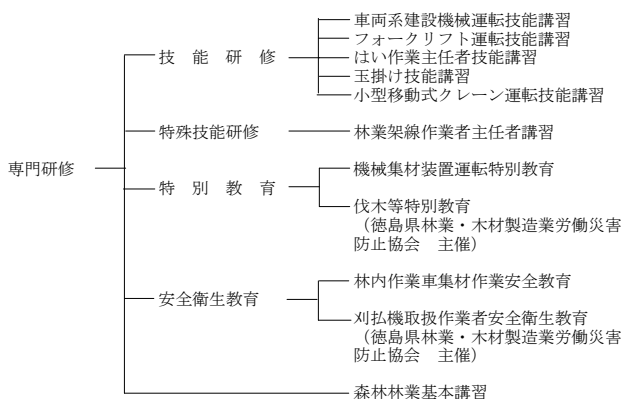 専門研修
技　能　研　修
車両系建設機械運転技能講習
フォークリフト運転技能講習
はい作業主任者技能講習
玉掛け技能講習
小型移動式クレーン運転技能講習
特殊技能研修
林業架線作業者主任者講習
特　別　教　育
機械集材装置運転特別教育
伐木等特別教育
（徳島県林業・木材製造業労働災害
防止協会　主催）
安全衛生教育
林内作業車集材作業安全教育
刈払機取扱作業者安全衛生教育
（徳島県林業・木材製造業労働災害
防止協会　主催）
森林林業基本講習